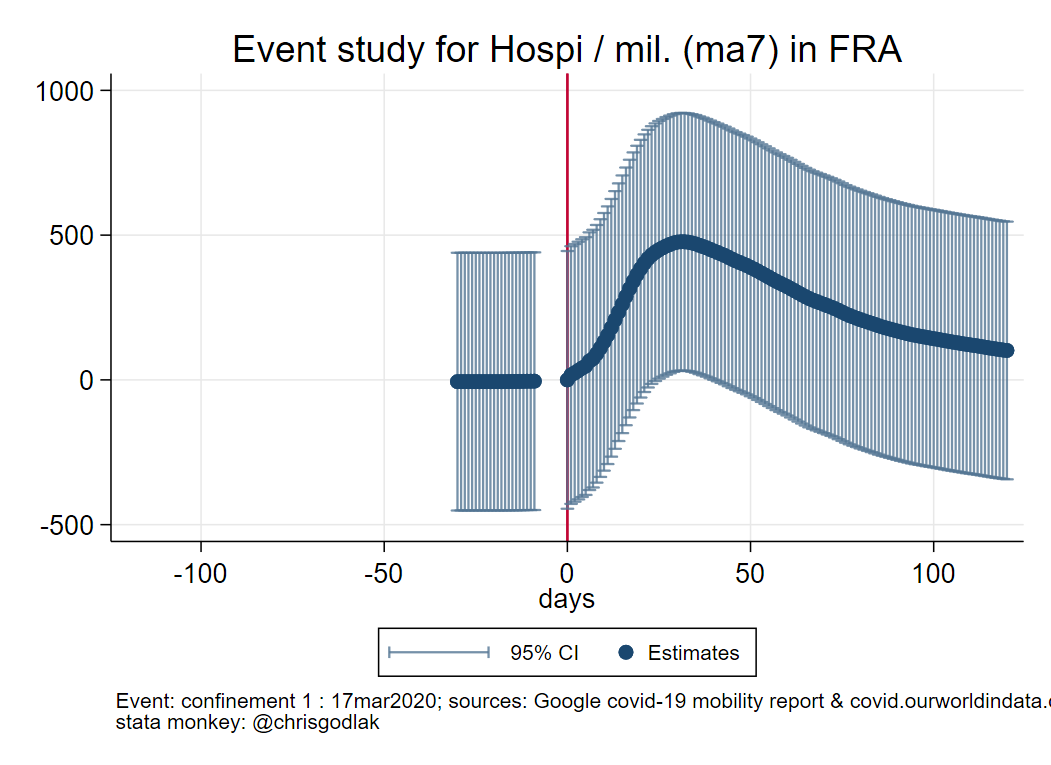 Event study for Hospi / mil. (ma7) in FRA
1000
500
0
-500
-100 -50 0 50 100
days
95% CI Estimates
Event: confinement 1 : 17mar2020; sources: Google covid-19 mobility report & covid.ourworldindata.
stata monkey: @chrisgodlak